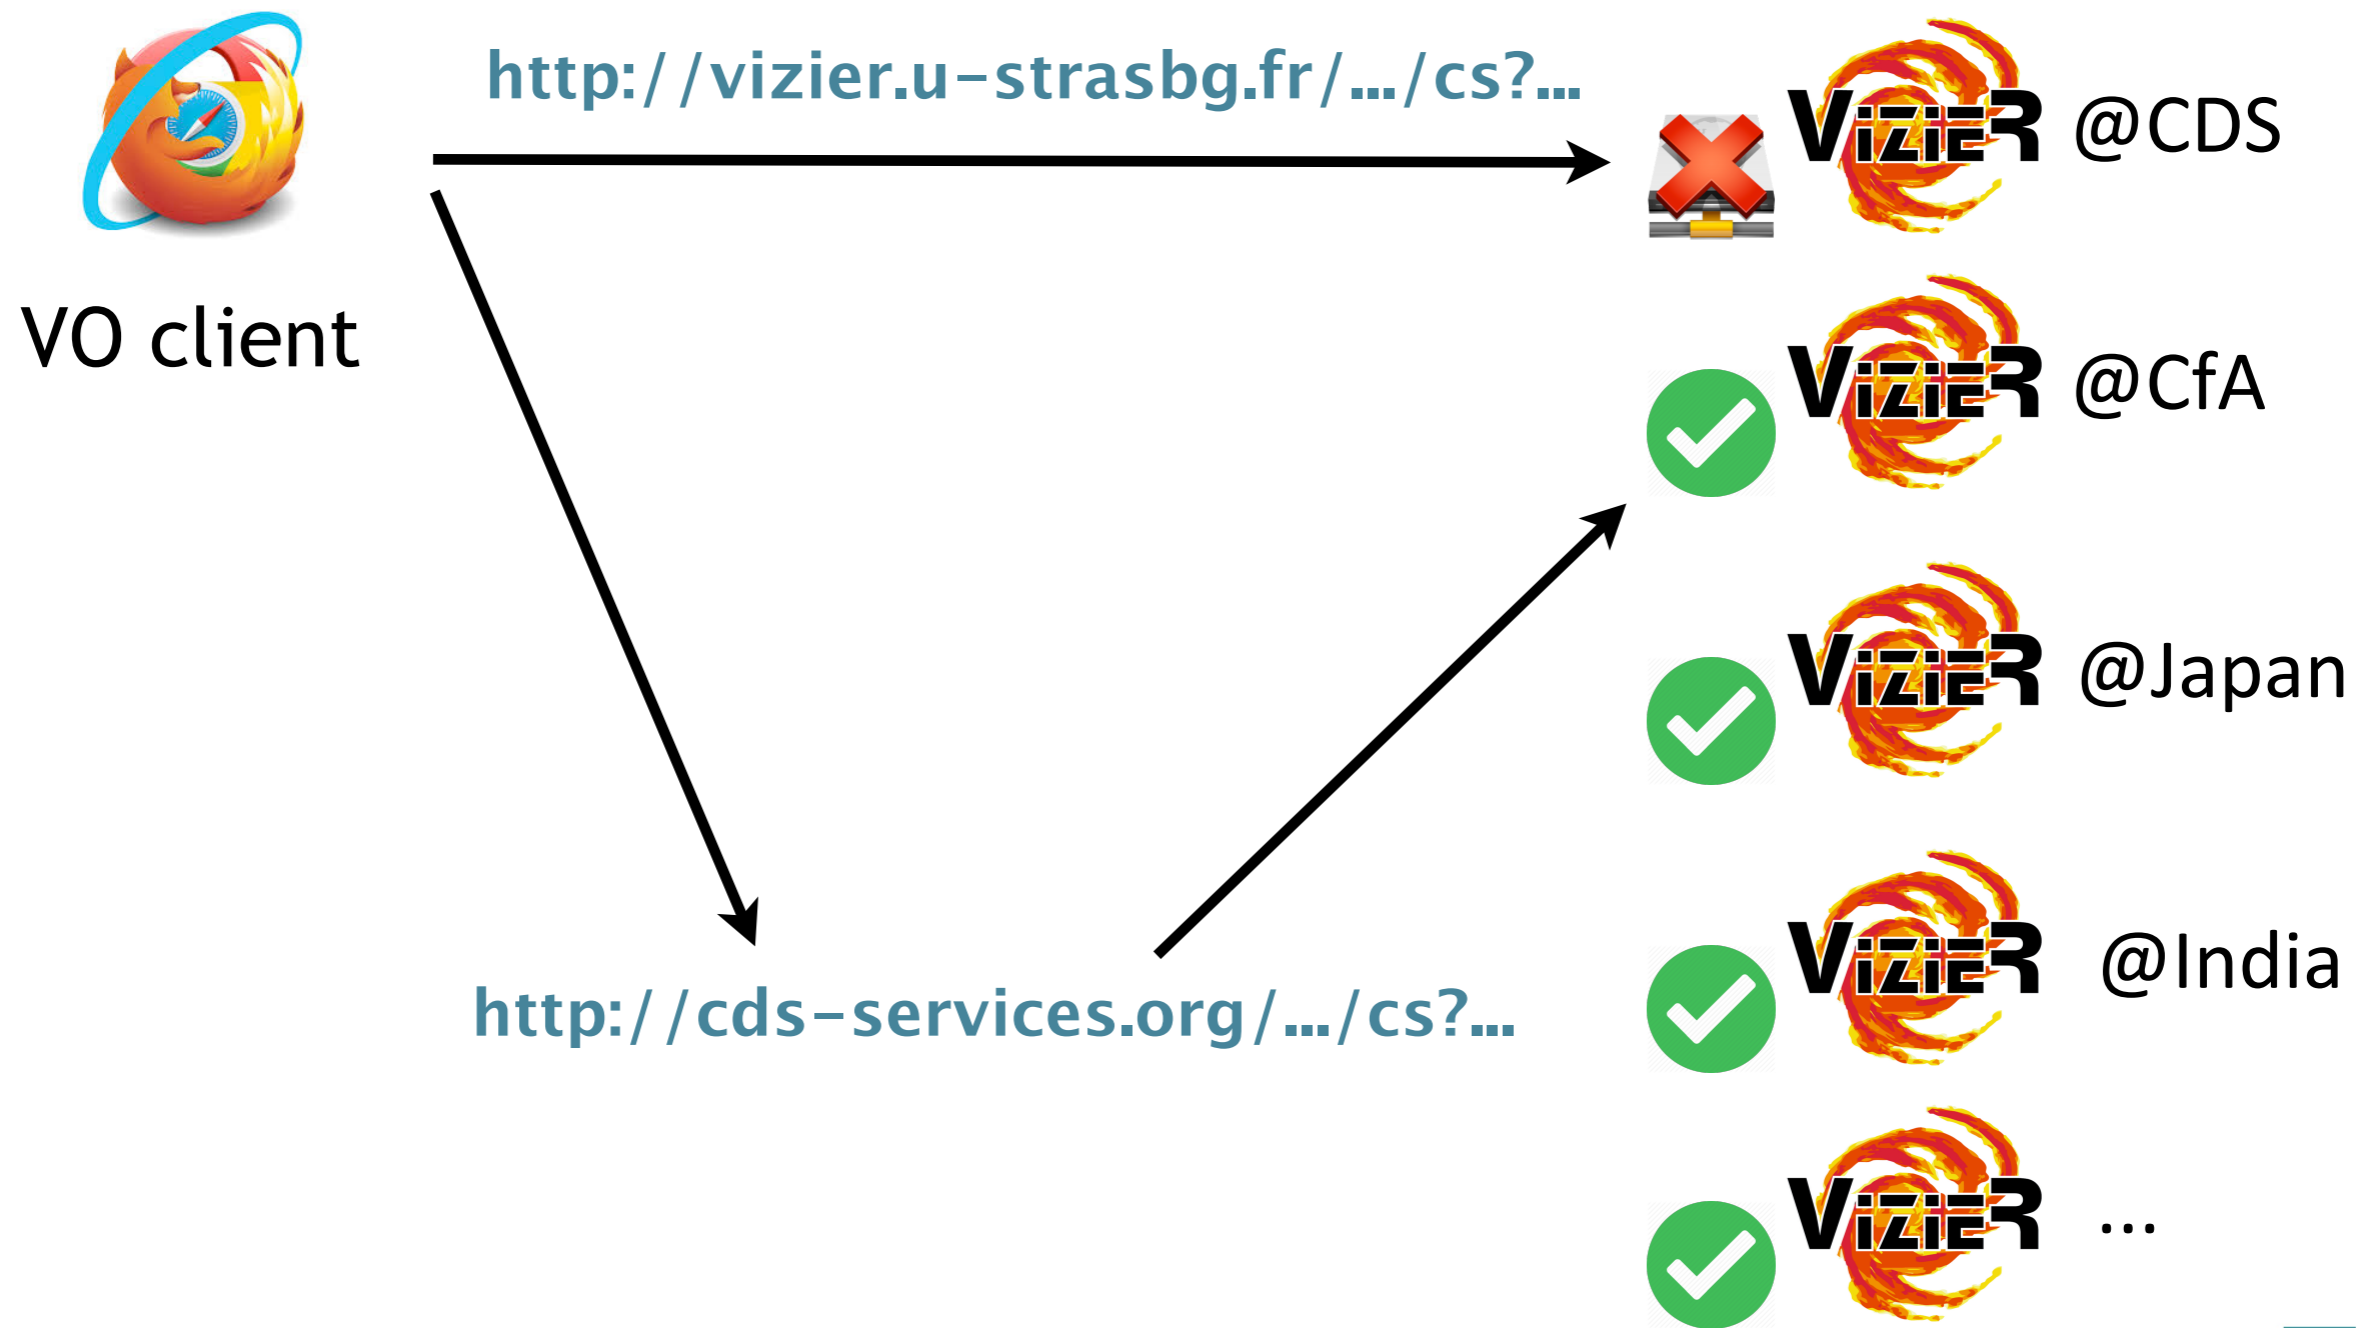 http://vizier.u-strasbg.fr/.../cs?...
VIZIER @CDS
VO client
VIZIER @CfA
VIZIER @Japan
VIZIER @India
http://cds-services.org/.../cs?...
VIZIER ...